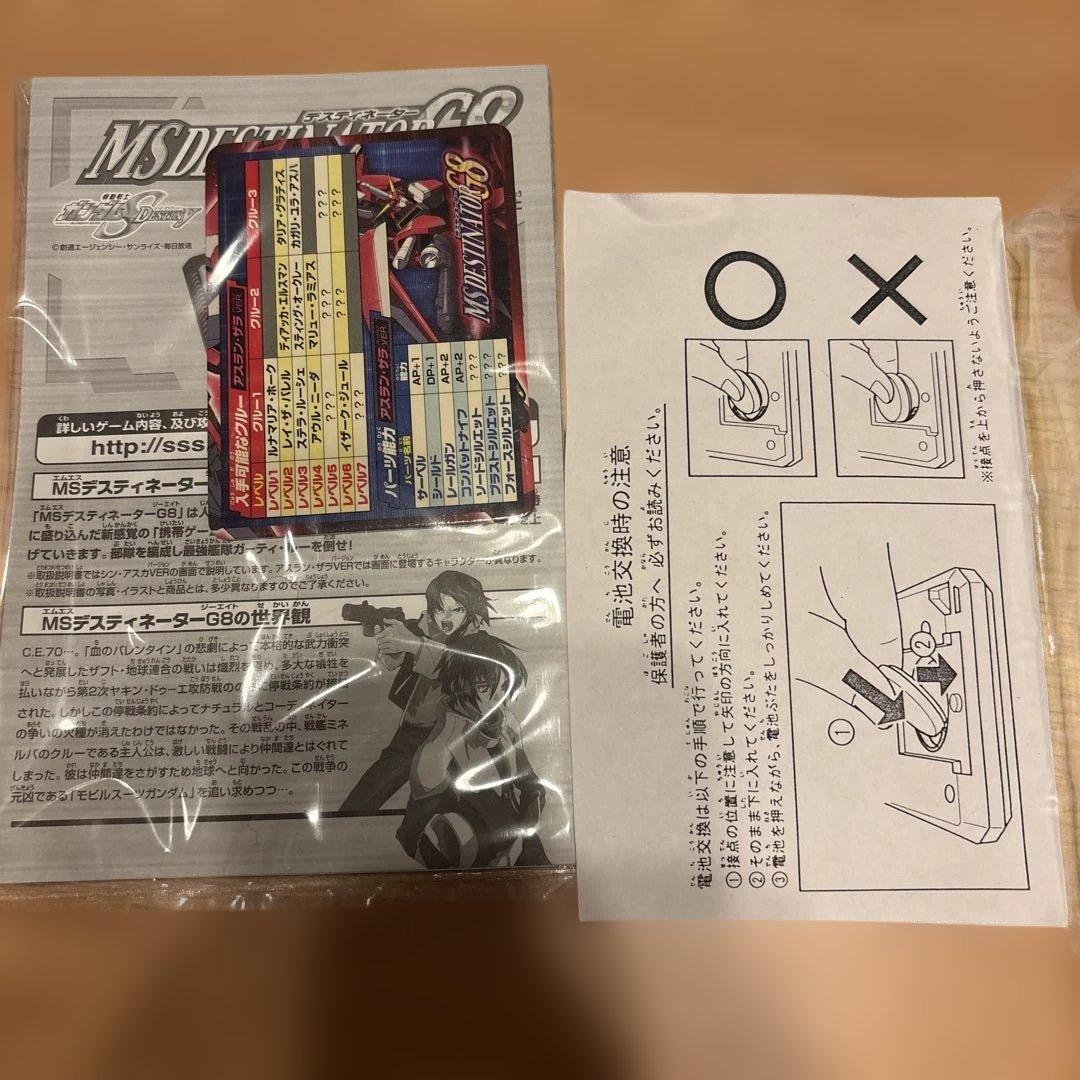 デスティネーター
MSDESTINATOR G8
機動戦士
ガンダムSEED DESTINY
©創通エージェンシー・サンライズ・毎日放送
詳しいゲーム内容、及び攻
http://sss.
MSデスティネーター
「MSデスティネーターG8」は人
に盛り込んだ新感覚の「携帯ゲー
げていきます。部隊を編成し最強艦隊ガーティ・ルーを倒せ!
※取扱説明書ではシン・アスカVERの画面で説明しています。アスラン・ザラVERでは画面に登場するキャラクターが異なります。
※取扱説明書の写真・イラストと商品とは、多少異なりますのでご了承ください。
MSデスティネーターG8の世界観
C.E.70…。「血のバレンタイン」の悲劇によって本格的な武力衝突
へと発展したザフト・地球連合の戦いは熾烈を極め、多大な犠牲を
払いながら第2次ヤキン・ドゥーエ攻防戦の
に停戦条約が締結
された。しかしこの停戦条約によってナチュラルとコーディネイター
の争いの火種が消えたわけではなかった。その戦乱の中、戦艦ミネ
ルバのクルーである主人公は、激しい戦闘により仲間達とはぐれて
しまった。彼は仲間達をさがすため地球へと向かった。この戦争の
元凶である「モビルスーツガンダム」を追い求めつつ…。
入手可能なクルー アスラン・ザラVER.
レベル クルー1 クルー2 クルー3
レベル1 ルナマリア・ホーク ディアッカ・エルスマン タリア・グラディス
レベル2 レイ・ザ・バレル スティング・オークレー カガリ・ユラ・アスハ
レベル3 ステラ・ルーシェ マリュー・ラミアス
レベル4 アウル・ニーダ ??? ???
レベル5 ??? ???
レベル6 イザーク・ジュール ???
レベル7 ???
パーツ能力 アスラン・ザラVER.
パーツ名前 能力
サーベル AP+1
シールド DP+1
レールガン AP+2
コンバットナイフ AP+2
ソードシルエット ???
ブラストシルエット ???
フォースシルエット ???
デスティネーター
MSDESTINATOR G8
電池交換時の注意
保護者の方へ 必ずお読みください。
電池交換は以下の手順で行ってください。
①接点の位置に注意して矢印の方向に入れてください。
②そのまま下に入れてください。
③電池を押えながら、電池ぶたをしっかりしめてください。
①
②
○
×
※接点を上から押さないようご注意ください。